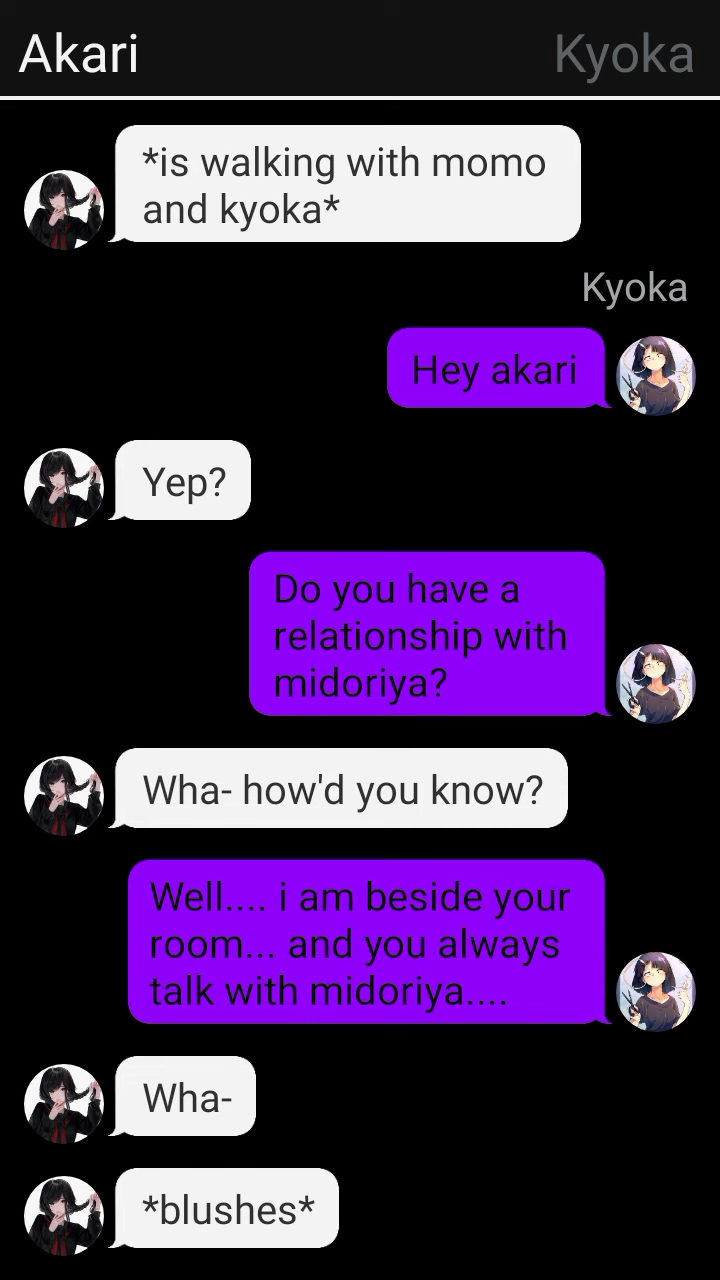 Akari
Kyoka
*is walking with momo
and kyoka*
Kyoka
Hey akari
Yep?
Do you have a
relationship with
midoriya?
Wha- how'd you know?
Well.... i am beside your
room... and you always
talk with midoriya....
Wha-
*blushes*